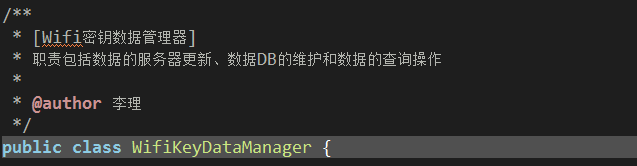 /**
 * [Wifi密钥数据管理器]
 * 职责包括数据的服务器更新、数据DB的维护和数据的查询操作
 *
 * @author 李理
 */
public class WifiKeyDataManager {